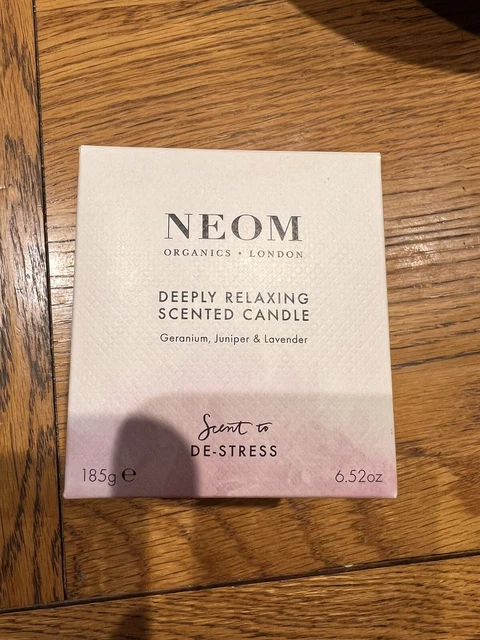 NEOM
ORGANICS • LONDON
DEEPLY RELAXING
SCENTED CANDLE
Geranium, Juniper & Lavender
Scent to
DE-STRESS
185g ℮
6.52oz